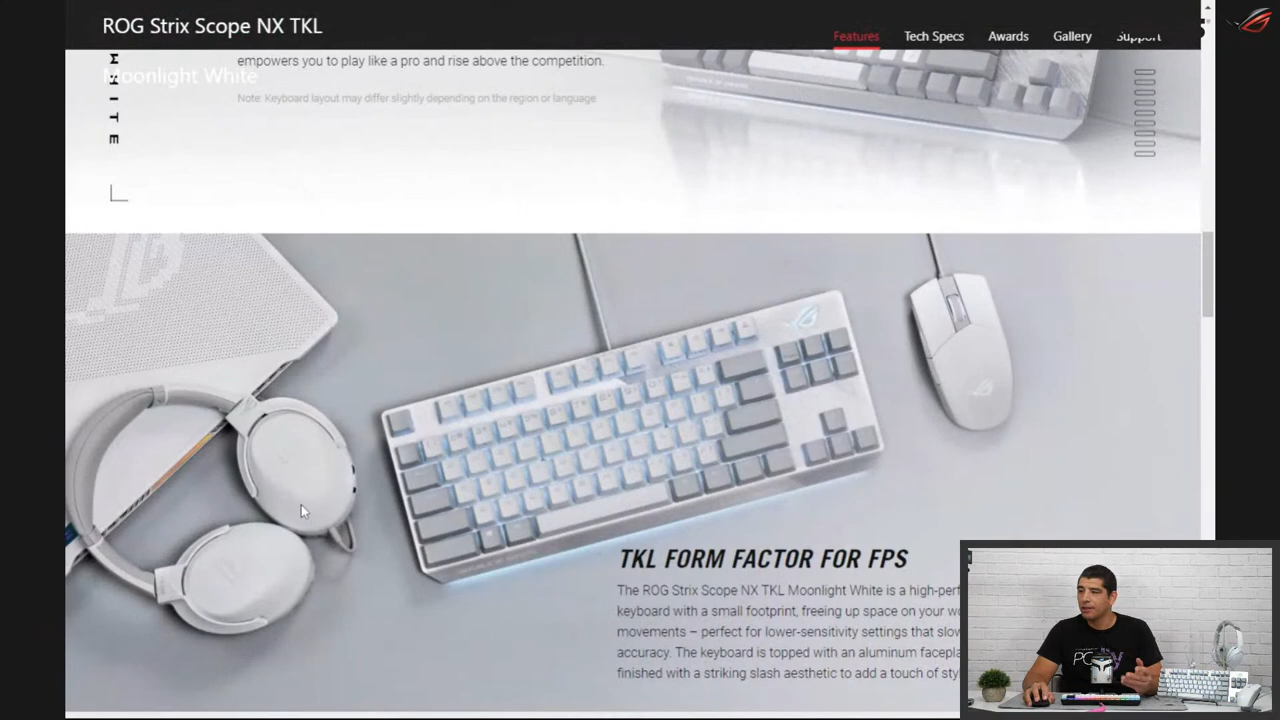 ROG Strix Scope NX TKL
Moonlight White
Features
Tech Specs
Awards
Gallery
Support
WHITE
empowers you to play like a pro and rise above the competition.
Note: Keyboard layout may differ slightly depending on the region or language.
TKL FORM FACTOR FOR FPS
The ROG Strix Scope NX TKL Moonlight White is a high-perf
keyboard with a small footprint, freeing up space on your wo
movements – perfect for lower-sensitivity settings that slow
accuracy. The keyboard is topped with an aluminum facepla
finished with a striking slash aesthetic to add a touch of sty